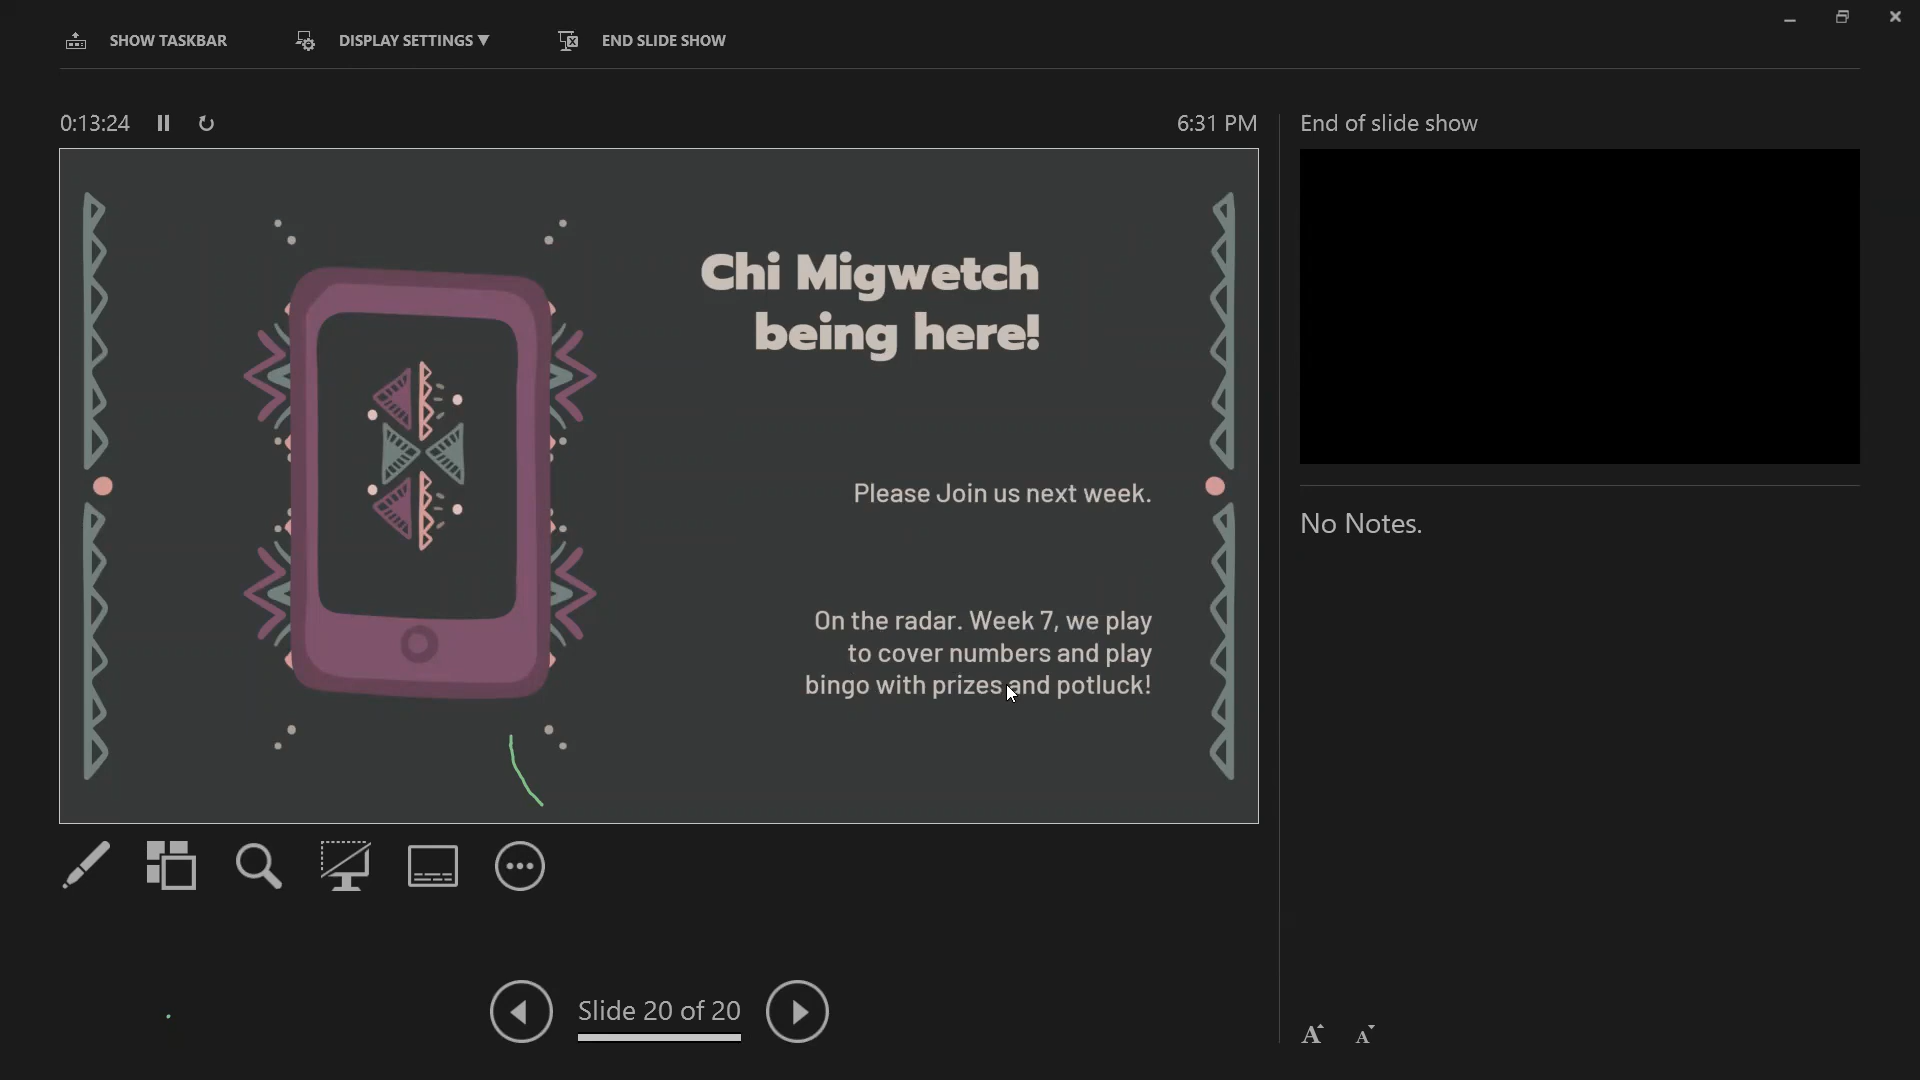 SHOW TASKBAR
DISPLAY SETTINGS ▼
END SLIDE SHOW
0:13:24
6:31 PM
End of slide show
Chi Migwetch
being here!
Please Join us next week.
On the radar. Week 7, we play
to cover numbers and play
bingo with prizes and potluck!
No Notes.
Slide 20 of 20
A A